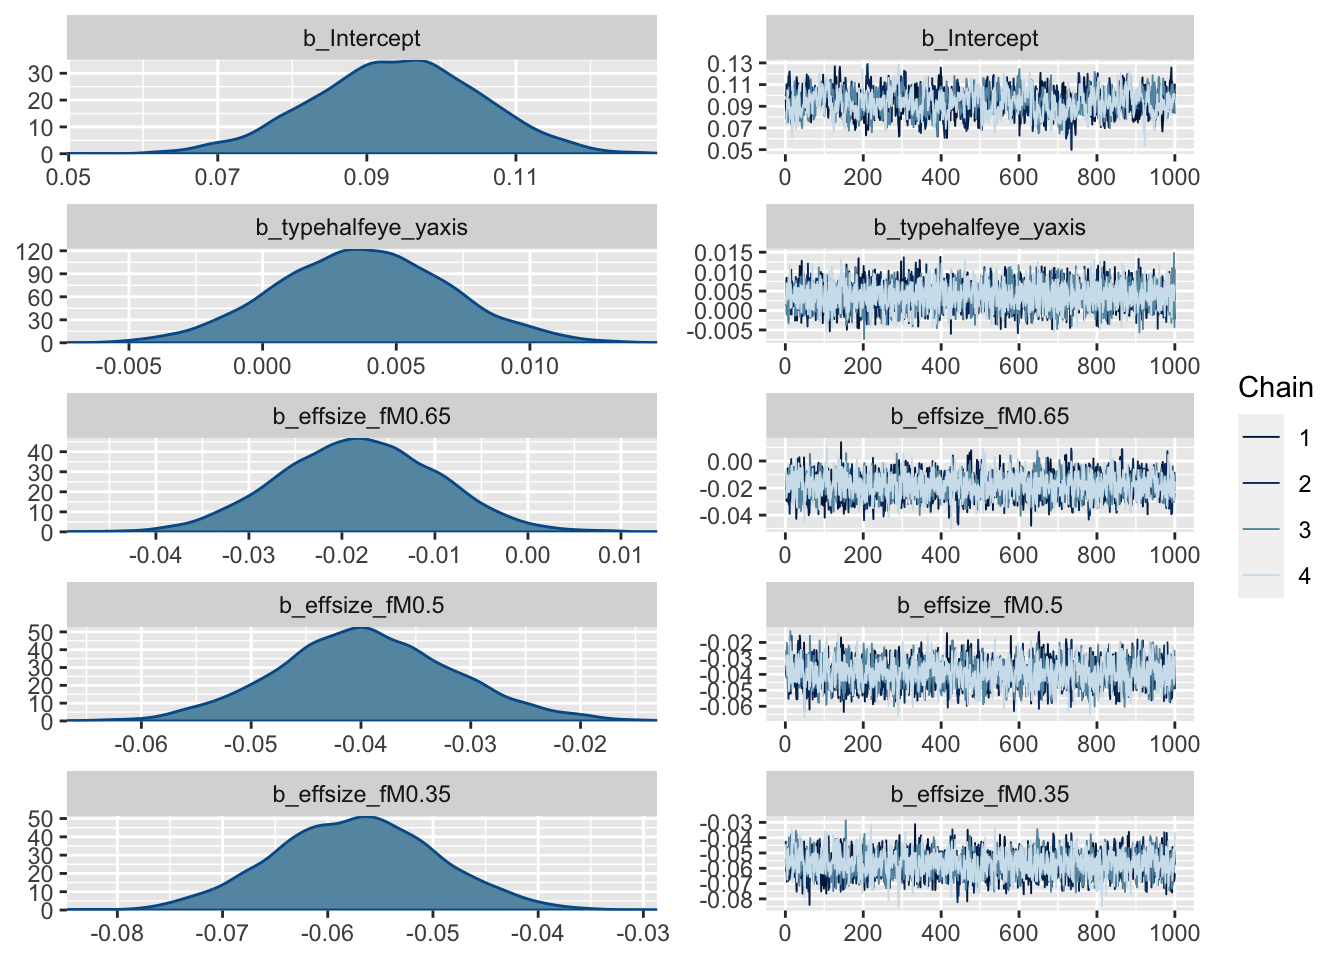 b_Intercept
30
20
10
0
0.05 0.07 0.09 0.11
b_Intercept
0.13
0.11
0.09
0.07
0.05
0 200 400 600 800 1000
b_typehalfeye_yaxis
120
90
60
30
0
-0.005 0.000 0.005 0.010
b_typehalfeye_yaxis
0.015
0.010
0.005
0.000
-0.005
0 200 400 600 800 1000
b_effsize_fM0.65
40
30
20
10
0
-0.04 -0.03 -0.02 -0.01 0.00 0.01
b_effsize_fM0.65
0.00
-0.02
-0.04
0 200 400 600 800 1000
b_effsize_fM0.5
50
40
30
20
10
0
-0.06 -0.05 -0.04 -0.03 -0.02
b_effsize_fM0.5
-0.02
-0.03
-0.04
-0.05
-0.06
0 200 400 600 800 1000
b_effsize_fM0.35
50
40
30
20
10
0
-0.08 -0.07 -0.06 -0.05 -0.04 -0.03
b_effsize_fM0.35
-0.03
-0.04
-0.05
-0.06
-0.07
-0.08
0 200 400 600 800 1000
Chain
1
2
3
4